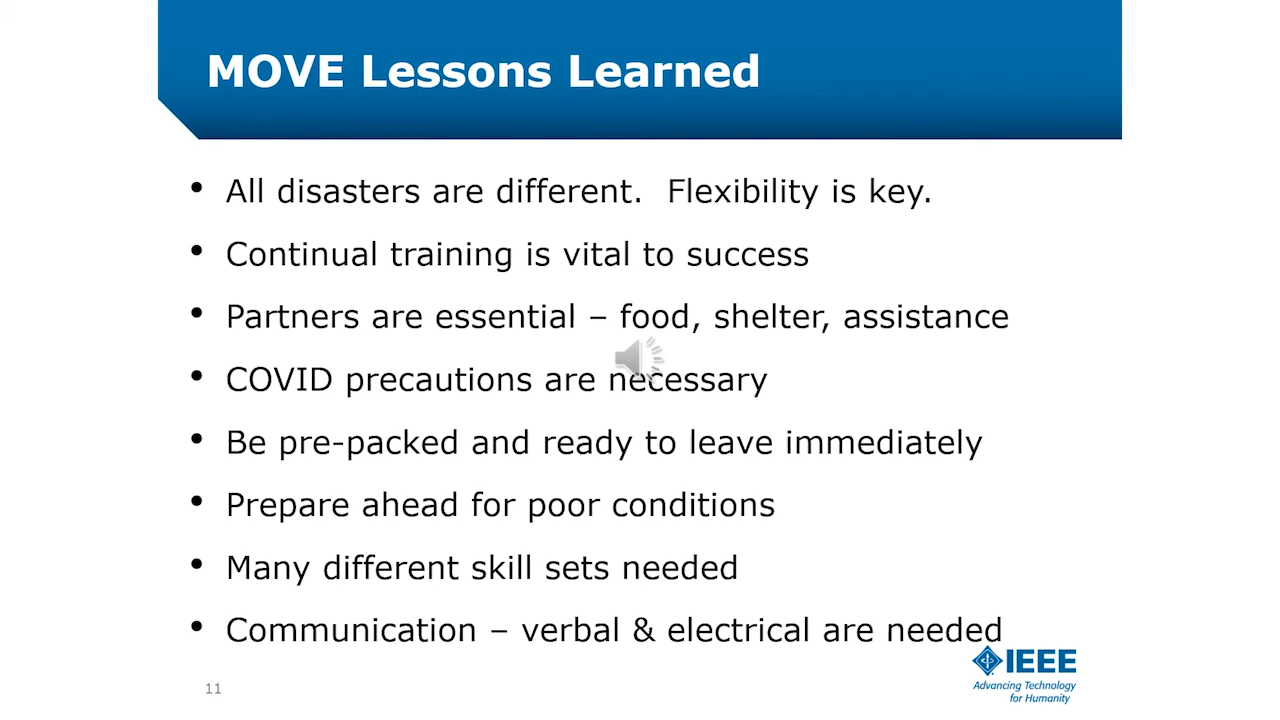 MOVE Lessons Learned
• All disasters are different.  Flexibility is key.
• Continual training is vital to success
• Partners are essential – food, shelter, assistance
• COVID precautions are necessary
• Be pre-packed and ready to leave immediately
• Prepare ahead for poor conditions
• Many different skill sets needed
• Communication – verbal & electrical are needed
IEEE
Advancing Technology
for Humanity
11